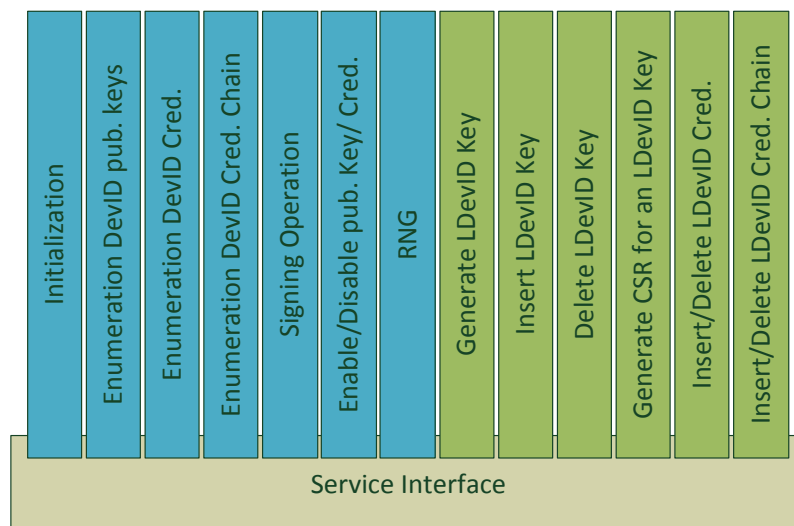 Initialization
Enumeration DevID pub. keys
Enumeration DevID Cred.
Enumeration DevID Cred. Chain
Signing Operation
Enable/Disable pub. Key/ Cred.
RNG
Generate LDevID Key
Insert LDevID Key
Delete LDevID Key
Generate CSR for an LDevID Key
Insert/Delete LDevID Cred.
Insert/Delete LDevID Cred. Chain
Service Interface